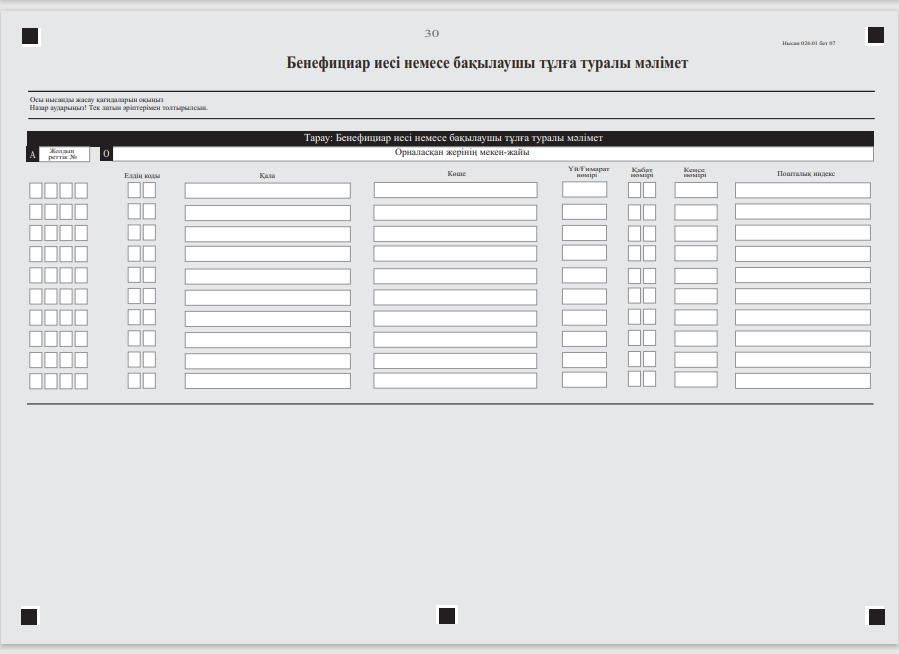 30
Нысан 026.01 бет 07
Бенефициар иесі немесе бақылаушы тұлға туралы мәлімет
Осы нысанды жасау қағидаларын оқыңыз
Назар аударыңыз! Тек латын әріптерімен толтырылсын.
Тарау: Бенефициар иесі немесе бақылаушы тұлға туралы мәлімет
A Жолдың реттік № O Орналасқан жерінің мекен-жайы
Елдің коды Қала Көше Үй/Ғимарат нөмірі Қабат нөмірі Кеңсе нөмірі Пошталық индекс